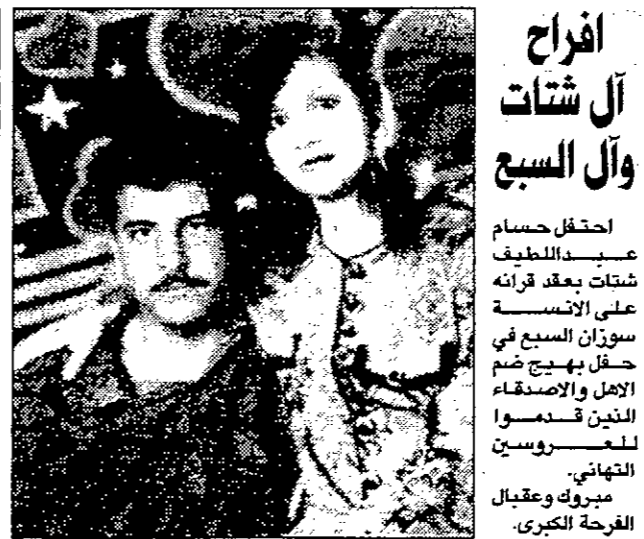 افراح
آل شتات
وآل السبع
احتفل حسام
عبداللطيف
شتات بعقد قرانه
على الانسة
سوزان السبع في
حفل بهيج ضم
الاهل والاصدقاء
الذين قدموا
للعروسين
التهاني.
مبروك وعقبال
الفرحة الكبرى.